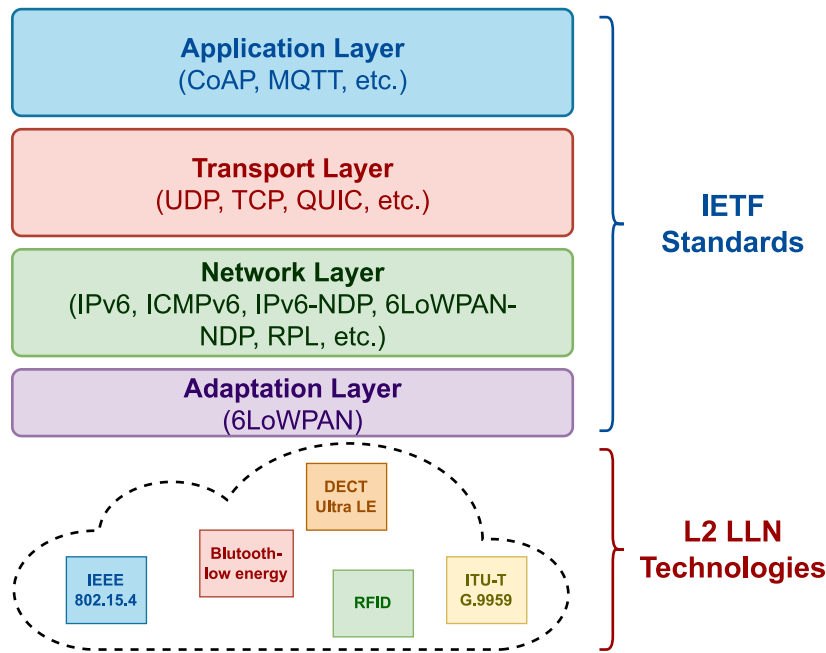 Application Layer
(CoAP, MQTT, etc.)
Transport Layer
(UDP, TCP, QUIC, etc.)
Network Layer
(IPv6, ICMPv6, IPv6-NDP, 6LoWPAN-
NDP, RPL, etc.)
Adaptation Layer
(6LoWPAN)
IETF
Standards
DECT
Ultra LE
Blutooth-
low energy
IEEE
802.15.4
RFID
ITU-T
G.9959
L2 LLN
Technologies